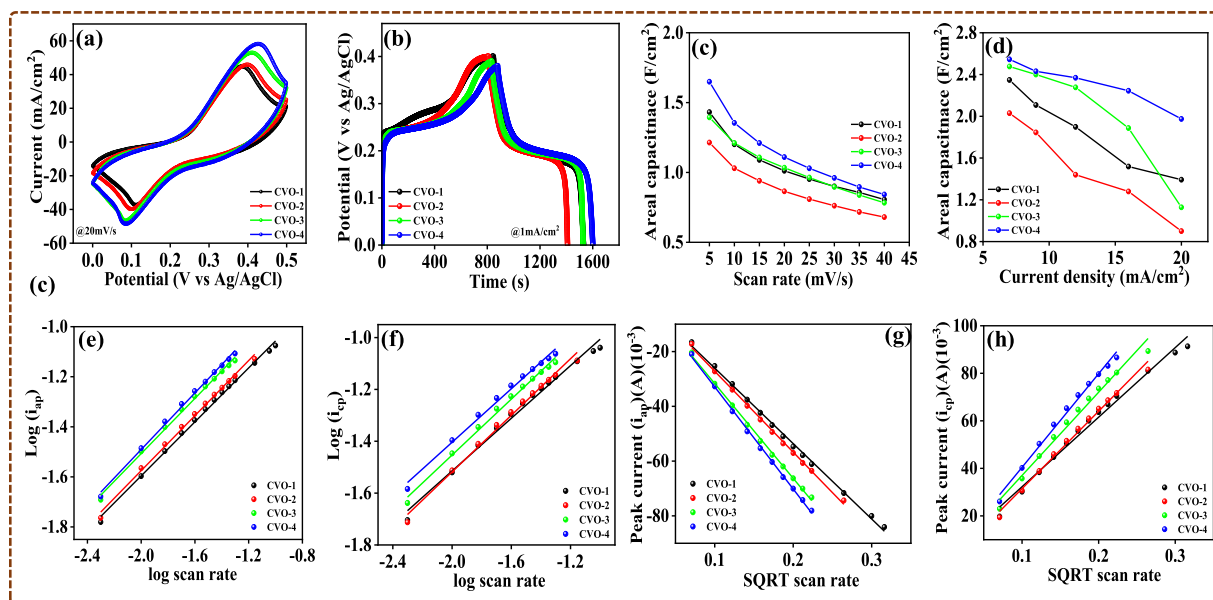 (a)
Current (mA/cm²)
60
40
20
0
-20
-40
-60
CVO-1
CVO-2
CVO-3
CVO-4
@20mV/s
0.0 0.1 0.2 0.3 0.4 0.5
Potential (V vs Ag/AgCl)
(b)
Potential (V vs Ag/AgCl)
0.4
0.3
0.2
0.1
0.0
CVO-1
CVO-2
CVO-3
CVO-4
@1mA/cm²
0 400 800 1200 1600
Time (s)
(c)
Areal capacitnace (F/cm²)
2.0
1.5
1.0
0.5
CVO-1
CVO-2
CVO-3
CVO-4
5 10 15 20 25 30 35 40 45
Scan rate (mV/s)
(d)
Areal capacitnace (F/cm²)
2.8
2.4
2.0
1.6
1.2
0.8
CVO-1
CVO-2
CVO-3
CVO-4
10 15 20
Current density (mA/cm²)
(c)
(e)
Log (iap)
-1.0
-1.2
-1.4
-1.6
-1.8
CVO-1
CVO-2
CVO-3
CVO-4
-2.4 -2.0 -1.6 -1.2 -0.8
log scan rate
(f)
Log (icp)
-1.0
-1.2
-1.4
-1.6
-1.8
CVO-1
CVO-2
CVO-3
CVO-4
-2.4 -2.0 -1.6 -1.2
log scan rate
(g)
Peak current (iap)(A)(10⁻³)
-20
-40
-60
-80
CVO-1
CVO-2
CVO-3
CVO-4
0.1 0.2 0.3
SQRT scan rate
(h)
Peak current (icp)(A)(10⁻³)
100
80
60
40
20
CVO-1
CVO-2
CVO-3
CVO-4
0.1 0.2 0.3
SQRT scan rate